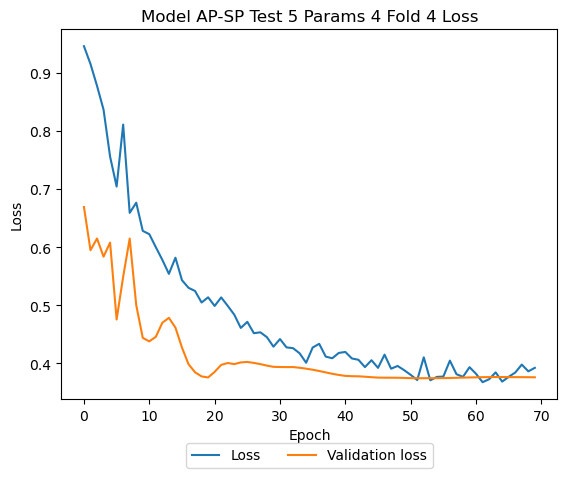 Model AP-SP Test 5 Params 4 Fold 4 Loss
0.9
0.8
0.7
0.6
0.5
0.4
Loss
0 10 20 30 40 50 60 70
Epoch
Loss Validation loss